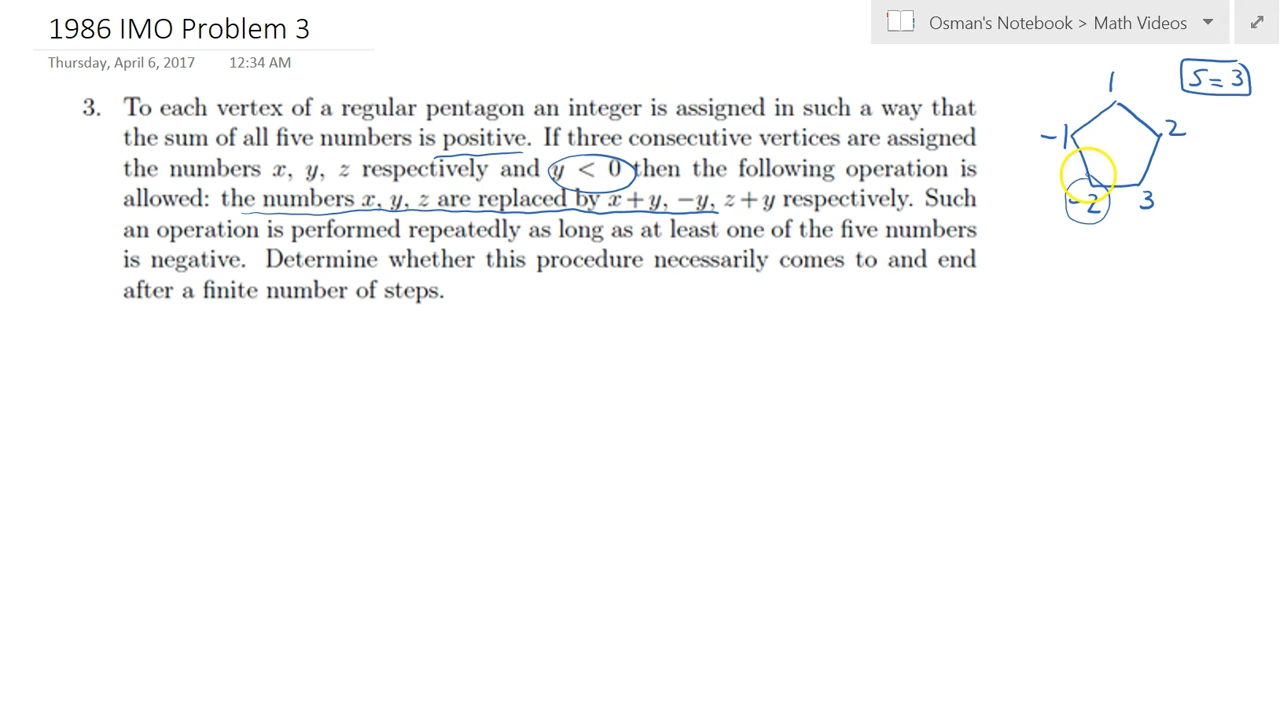 1986 IMO Problem 3
Osman's Notebook > Math Videos
Thursday, April 6, 2017 12:34 AM
S = 3
1
-1
2
-2
3
3. To each vertex of a regular pentagon an integer is assigned in such a way that
the sum of all five numbers is positive. If three consecutive vertices are assigned
the numbers x, y, z respectively and y < 0 then the following operation is
allowed: the numbers x, y, z are replaced by x + y, −y, z + y respectively. Such
an operation is performed repeatedly as long as at least one of the five numbers
is negative. Determine whether this procedure necessarily comes to and end
after a finite number of steps.